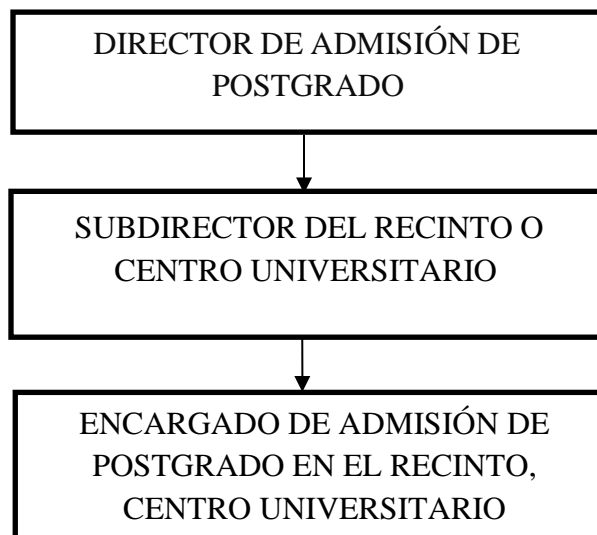 DIRECTOR DE ADMISIÓN DE
POSTGRADO
SUBDIRECTOR DEL RECINTO O
CENTRO UNIVERSITARIO
ENCARGADO DE ADMISIÓN DE
POSTGRADO EN EL RECINTO,
CENTRO UNIVERSITARIO